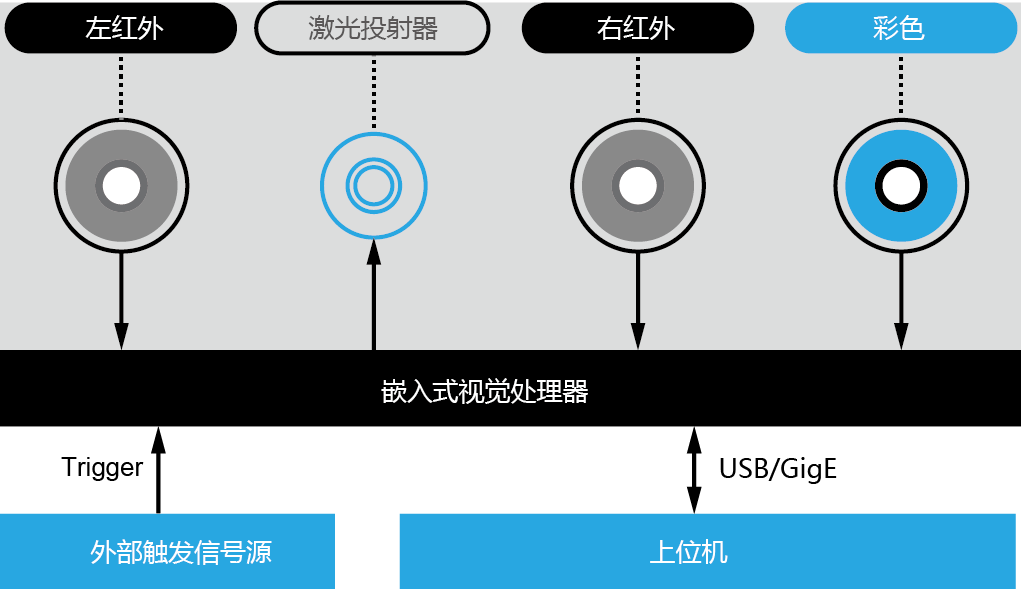 左红外
激光投射器
右红外
彩色
嵌入式视觉处理器
Trigger
USB/GigE
外部触发信号源
上位机